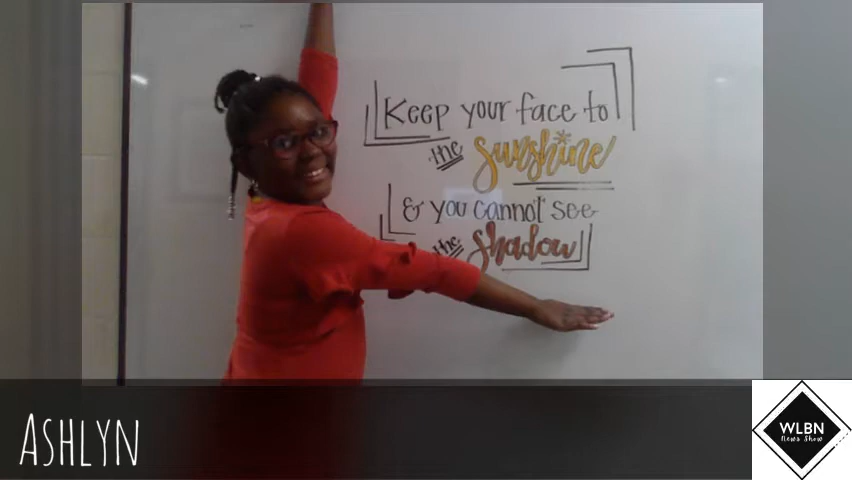 Keep your face to
the sunshine
& you cannot see
the shadow
ASHLYN
WLBN
News Show